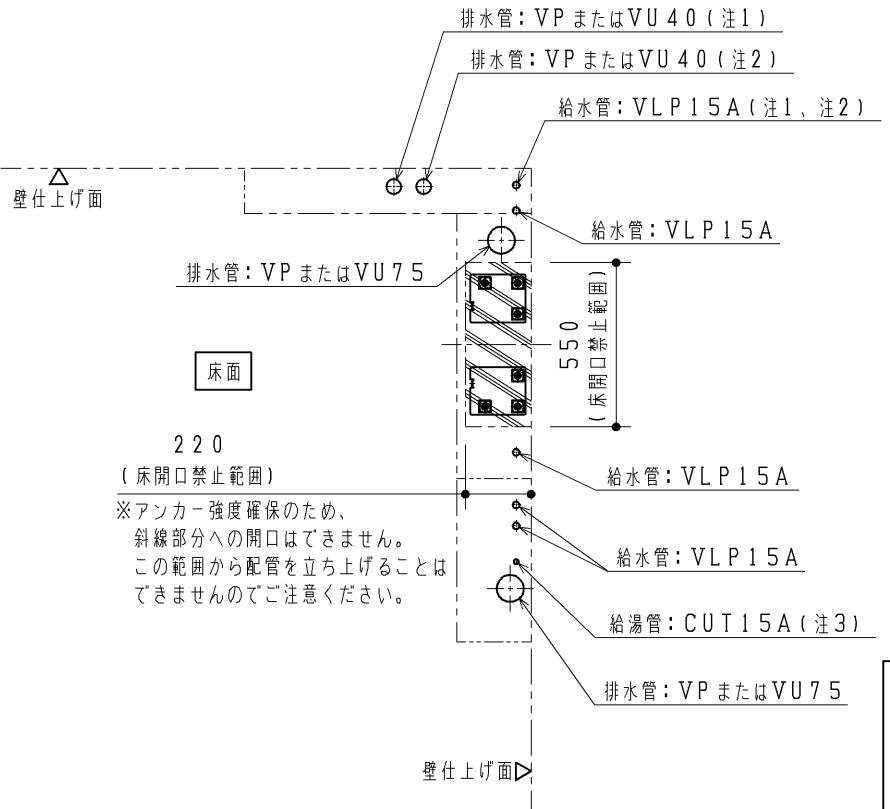 排水管：VPまたはVU40（注1）
排水管：VPまたはVU40（注2）
給水管：VLP15A（注1、注2）
壁仕上げ面
給水管：VLP15A
排水管：VPまたはVU75
550
（床開口禁止範囲）
床面
220
（床開口禁止範囲）
給水管：VLP15A
※アンカー強度確保のため、
斜線部分への開口はできません。
この範囲から配管を立ち上げることは
できませんのでご注意ください。
給水管：VLP15A
給湯管：CUT15A（注3）
排水管：VPまたはVU75
壁仕上げ面